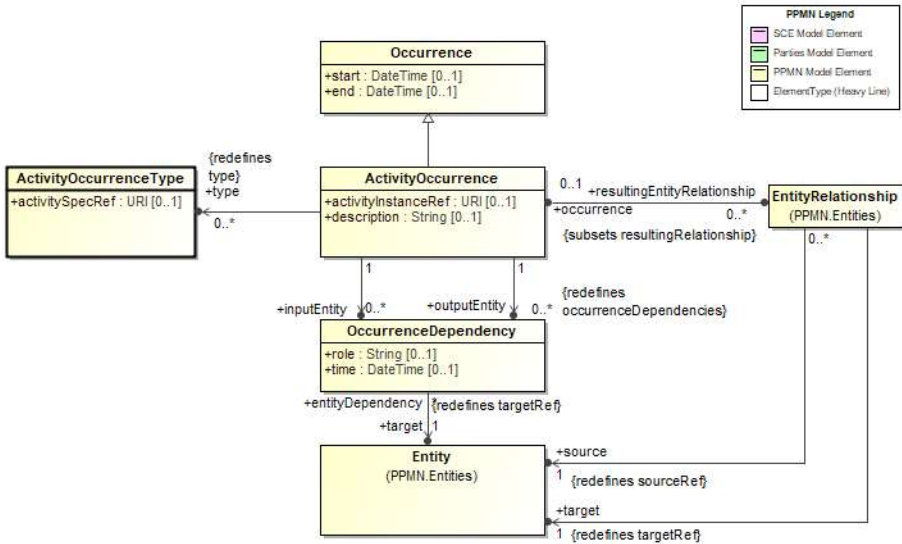 PPMN Legend
SCE Model Element
Parties Model Element
PPMN Model Element
ElementType (Heavy Line)
Occurrence
+start : DateTime [0..1]
+end : DateTime [0..1]
{redefines
type}
+type
0..*
ActivityOccurrenceType
+activitySpecRef : URI [0..1]
ActivityOccurrence
+activityInstanceRef : URI [0..1]
+description : String [0..1]
0..1
+resultingEntityRelationship
+occurrence
0..*
{subsets resultingRelationship}
EntityRelationship
(PPMN.Entities)
0..*
1
1
+inputEntity
0..*
+outputEntity
0..*
{redefines
occurrenceDependencies}
OccurrenceDependency
+role : String [0..1]
+time : DateTime [0..1]
+entityDependency
*
{redefines targetRef}
+target
1
Entity
(PPMN.Entities)
+source
1
{redefines sourceRef}
+target
1
{redefines targetRef}